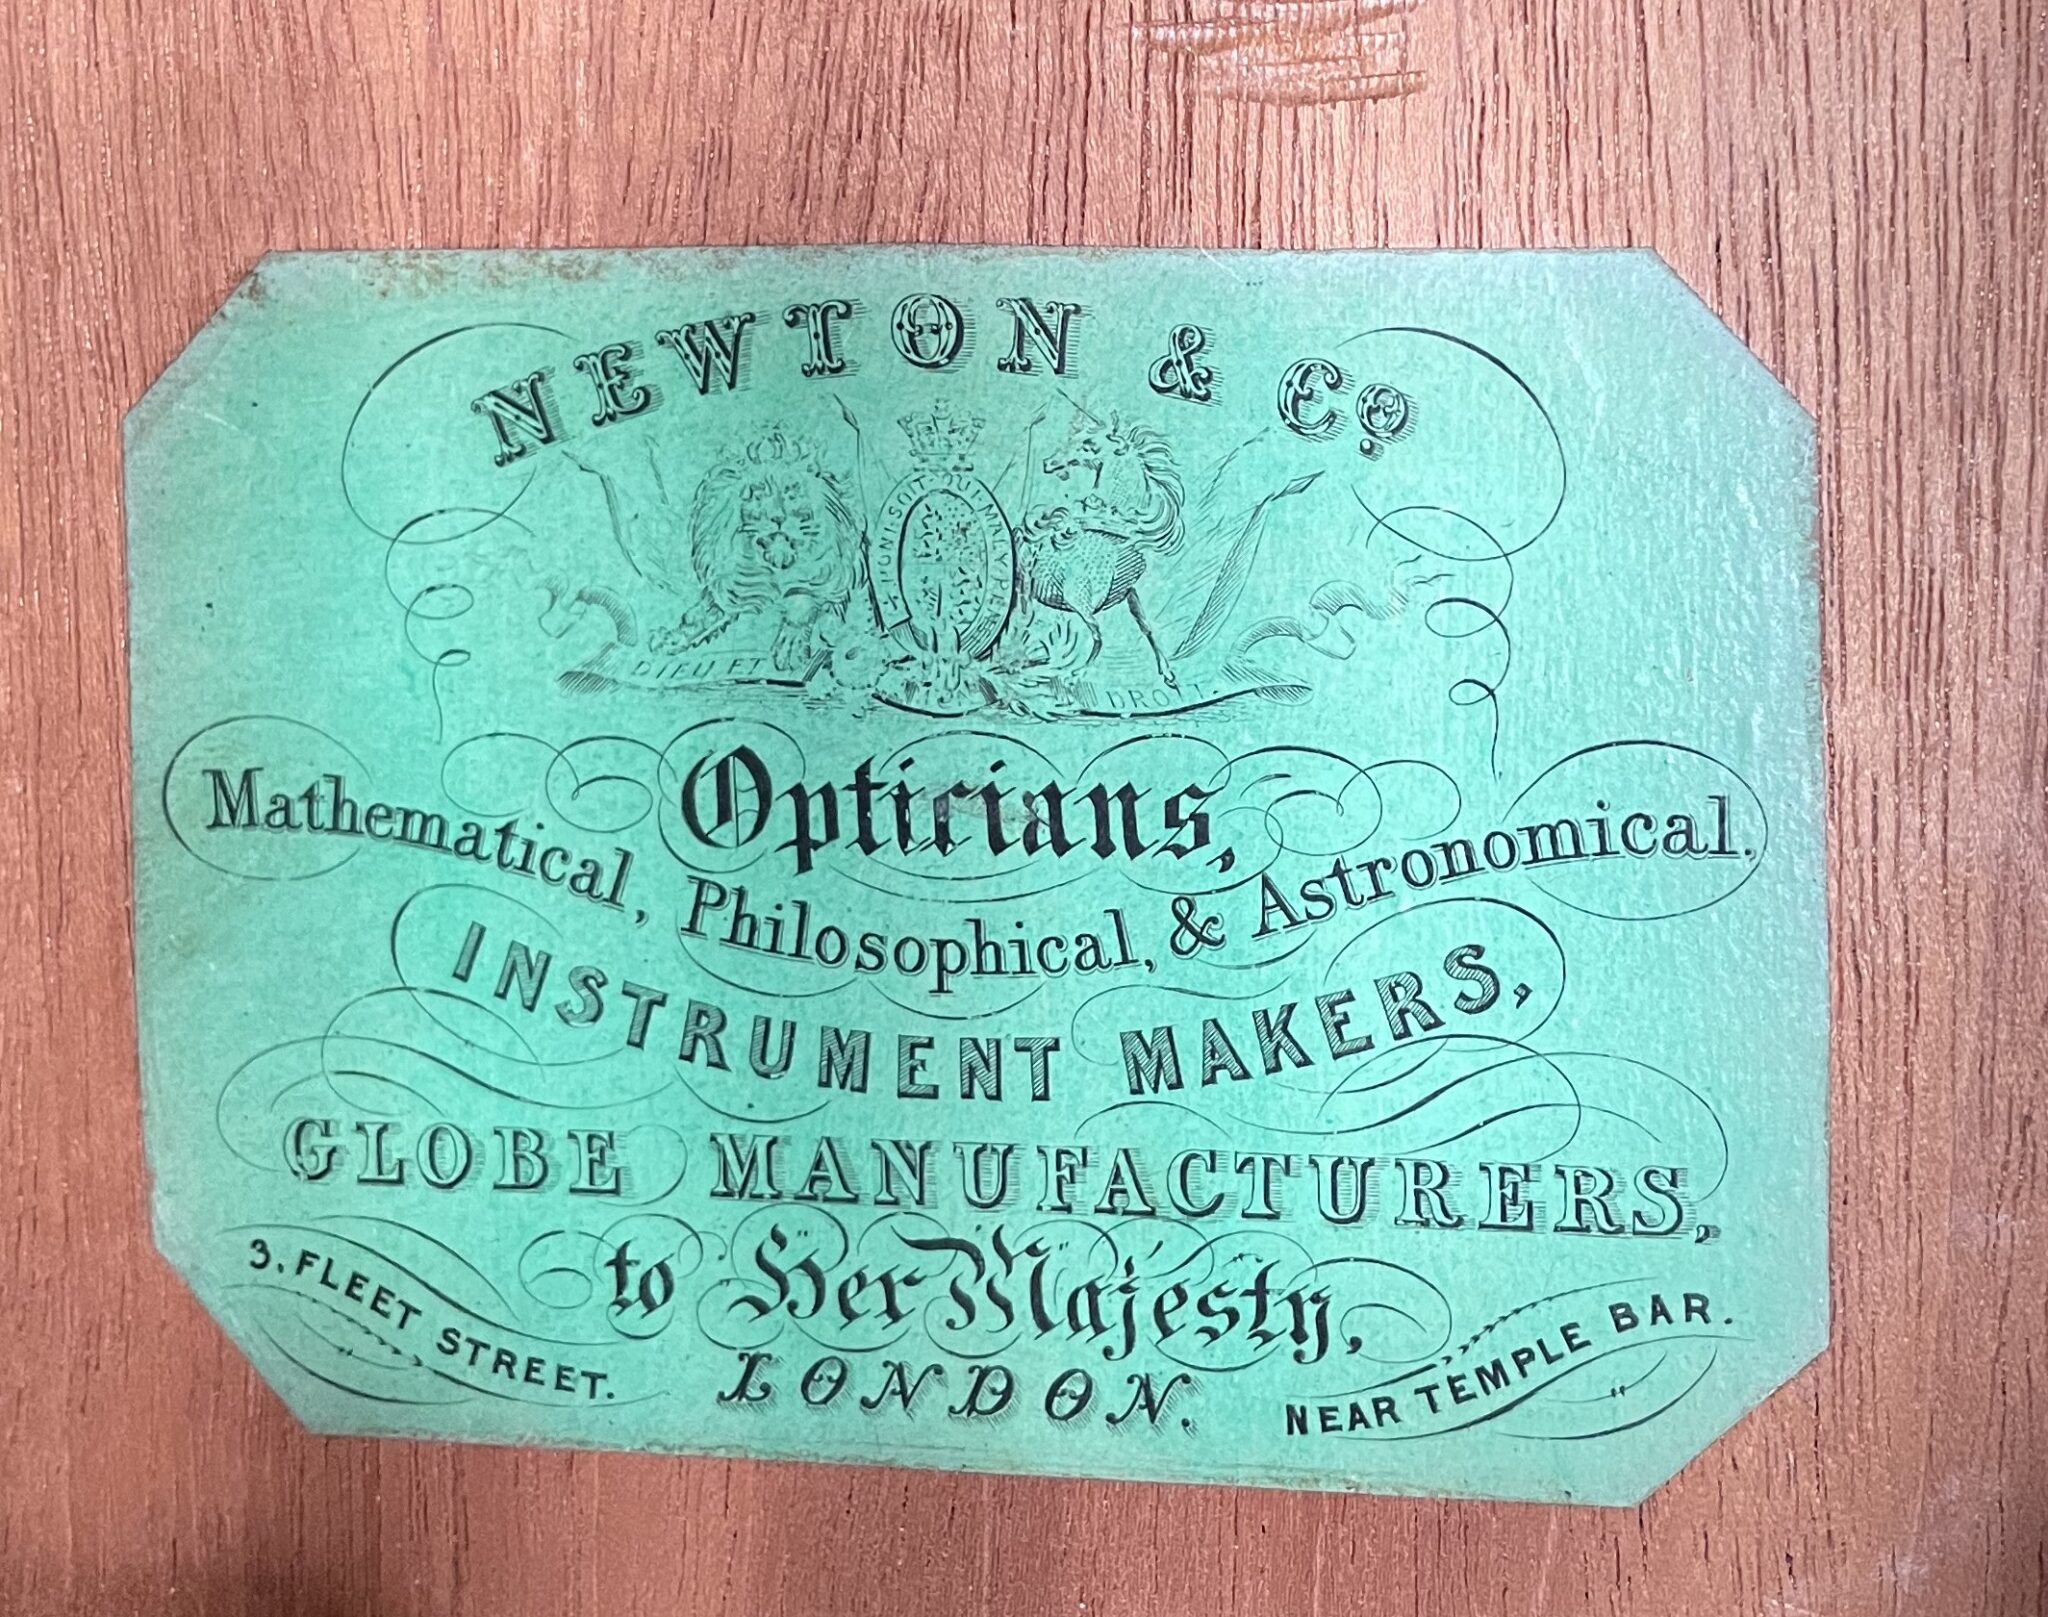 NEWTON & Co.
HONI SOIT QUI MAL Y PEN
DIEU ET
DROIT.
Opticians,
Mathematical, Philosophical, & Astronomical,
INSTRUMENT MAKERS,
GLOBE MANUFACTURERS,
to Her Majesty,
3, FLEET STREET.
LONDON.
NEAR TEMPLE BAR.